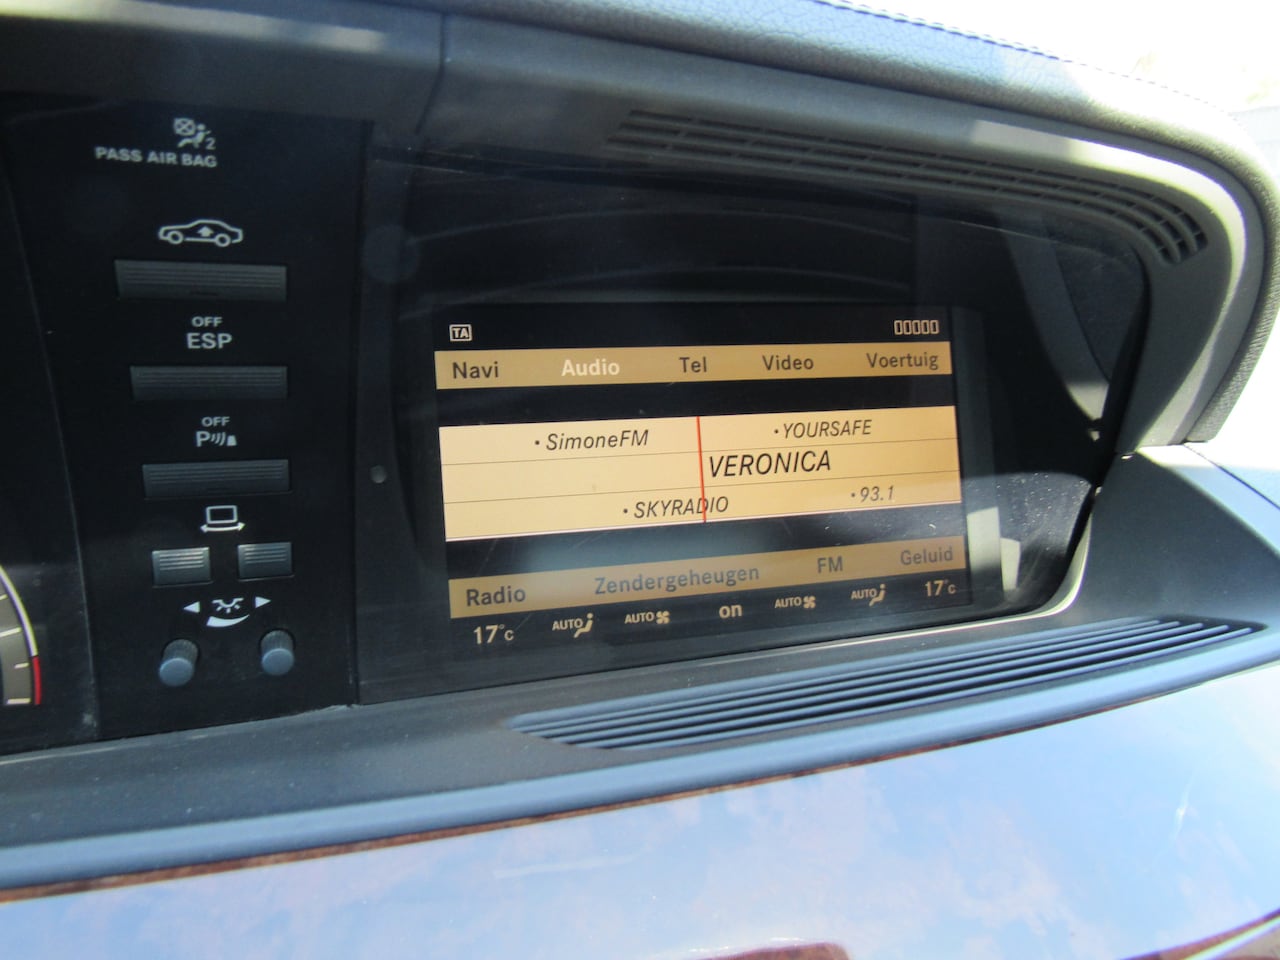 2
PASS AIR BAG
OFF
ESP
OFF
P
TA
Navi Audio Tel Video Voertuig
SimoneFM YOURSAFE
VERONICA
SKYRADIO 93.1
Radio Zendergeheugen FM Geluid
17°C AUTO AUTO on AUTO AUTO 17°C